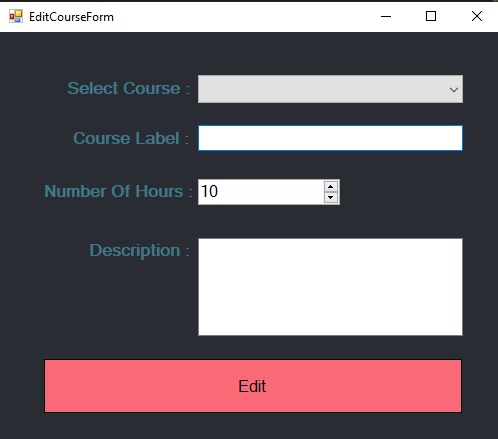 EditCourseForm
Select Course :
Course Label :
Number Of Hours : 10
Description :
Edit